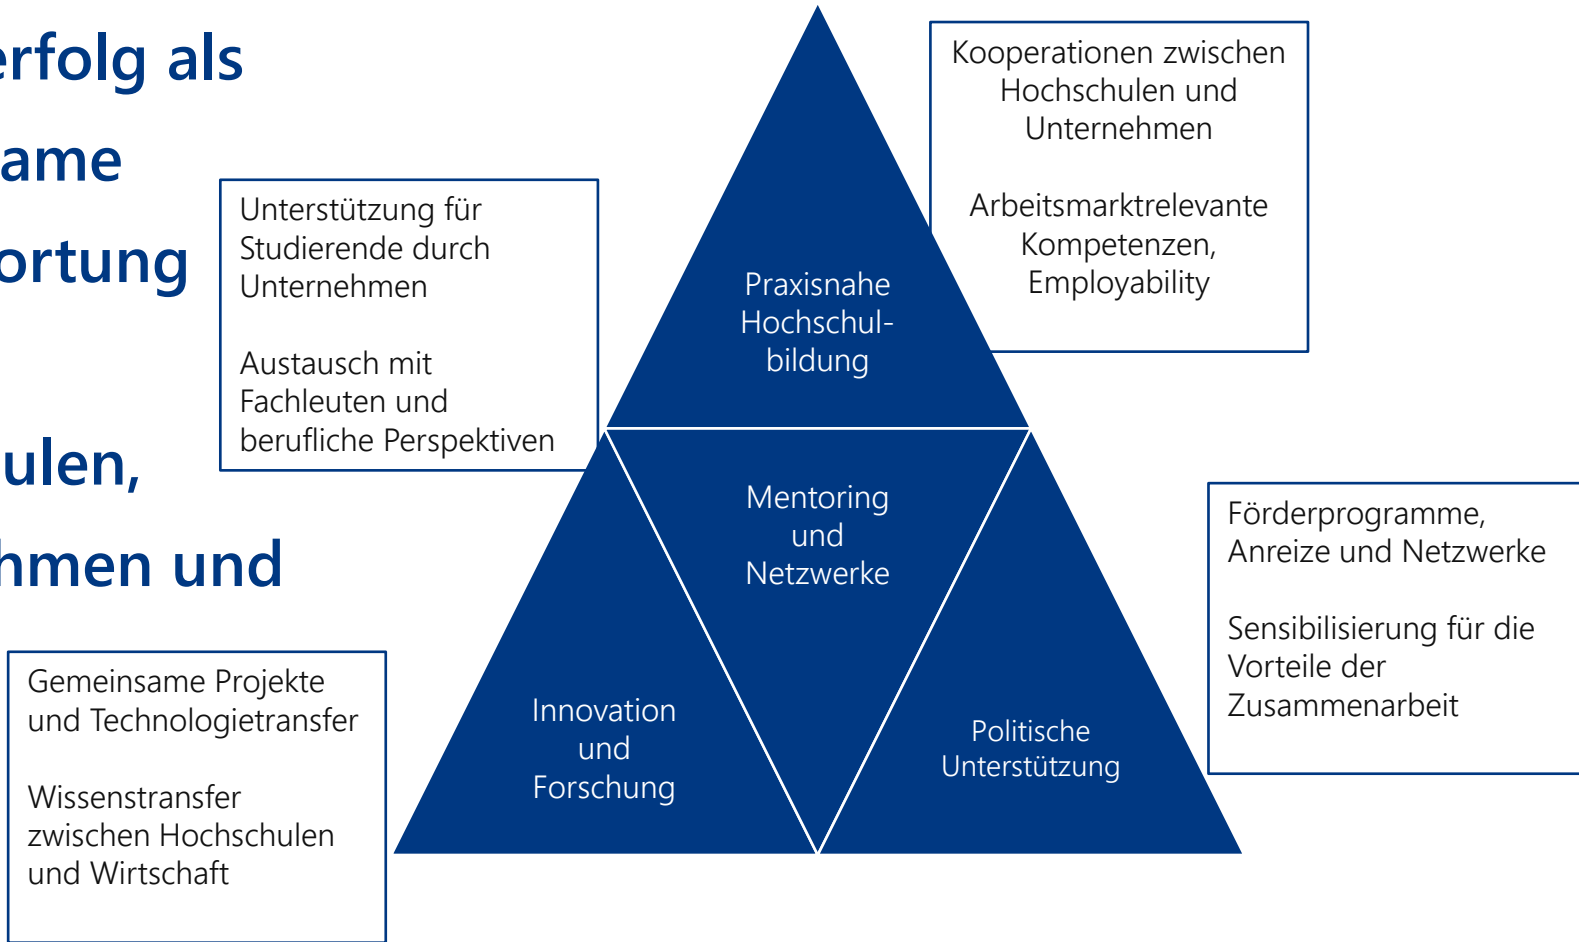 erfolg als
ame
ortung
ulen,
hmen und
Kooperationen zwischen
Hochschulen und
Unternehmen
Arbeitsmarktrelevante
Kompetenzen,
Employability
Unterstützung für
Studierende durch
Unternehmen
Austausch mit
Fachleuten und
berufliche Perspektiven
Praxisnahe
Hochschul-
bildung
Mentoring
und
Netzwerke
Förderprogramme,
Anreize und Netzwerke
Sensibilisierung für die
Vorteile der
Zusammenarbeit
Gemeinsame Projekte
und Technologietransfer
Wissenstransfer
zwischen Hochschulen
und Wirtschaft
Innovation
und
Forschung
Politische
Unterstützung